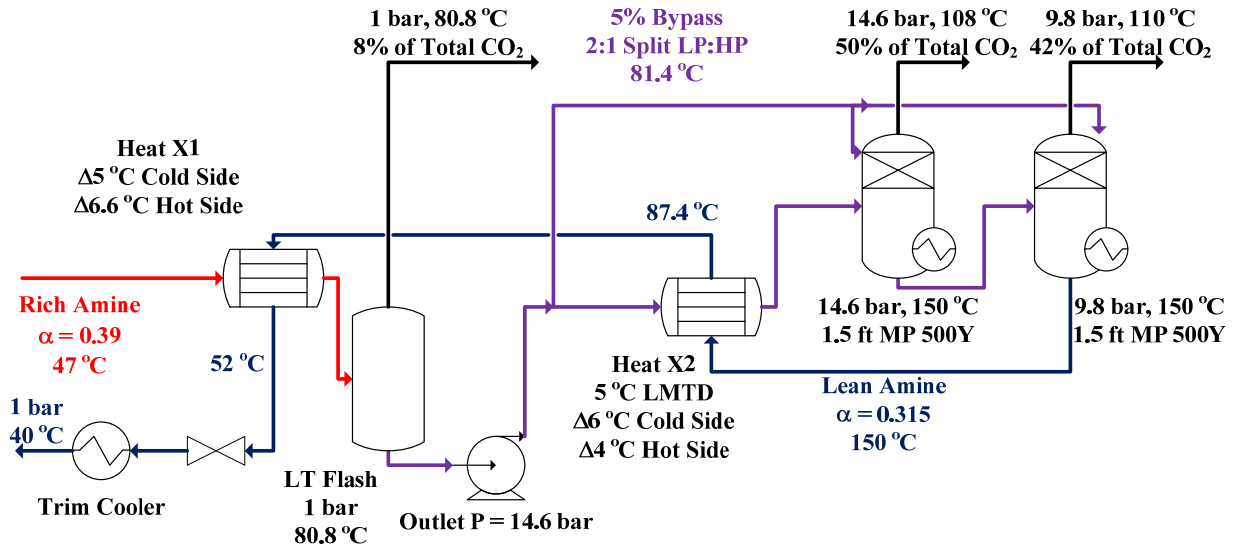 1 bar, 80.8 °C
8% of Total CO₂
5% Bypass
2:1 Split LP:HP
81.4 °C
14.6 bar, 108 °C
50% of Total CO₂
9.8 bar, 110 °C
42% of Total CO₂
Heat X1
Δ5 °C Cold Side
Δ6.6 °C Hot Side
87.4 °C
Rich Amine
α = 0.39
47 °C
52 °C
1 bar
40 °C
Trim Cooler
LT Flash
1 bar
80.8 °C
Outlet P = 14.6 bar
Heat X2
5 °C LMTD
Δ6 °C Cold Side
Δ4 °C Hot Side
14.6 bar, 150 °C
1.5 ft MP 500Y
9.8 bar, 150 °C
1.5 ft MP 500Y
Lean Amine
α = 0.315
150 °C